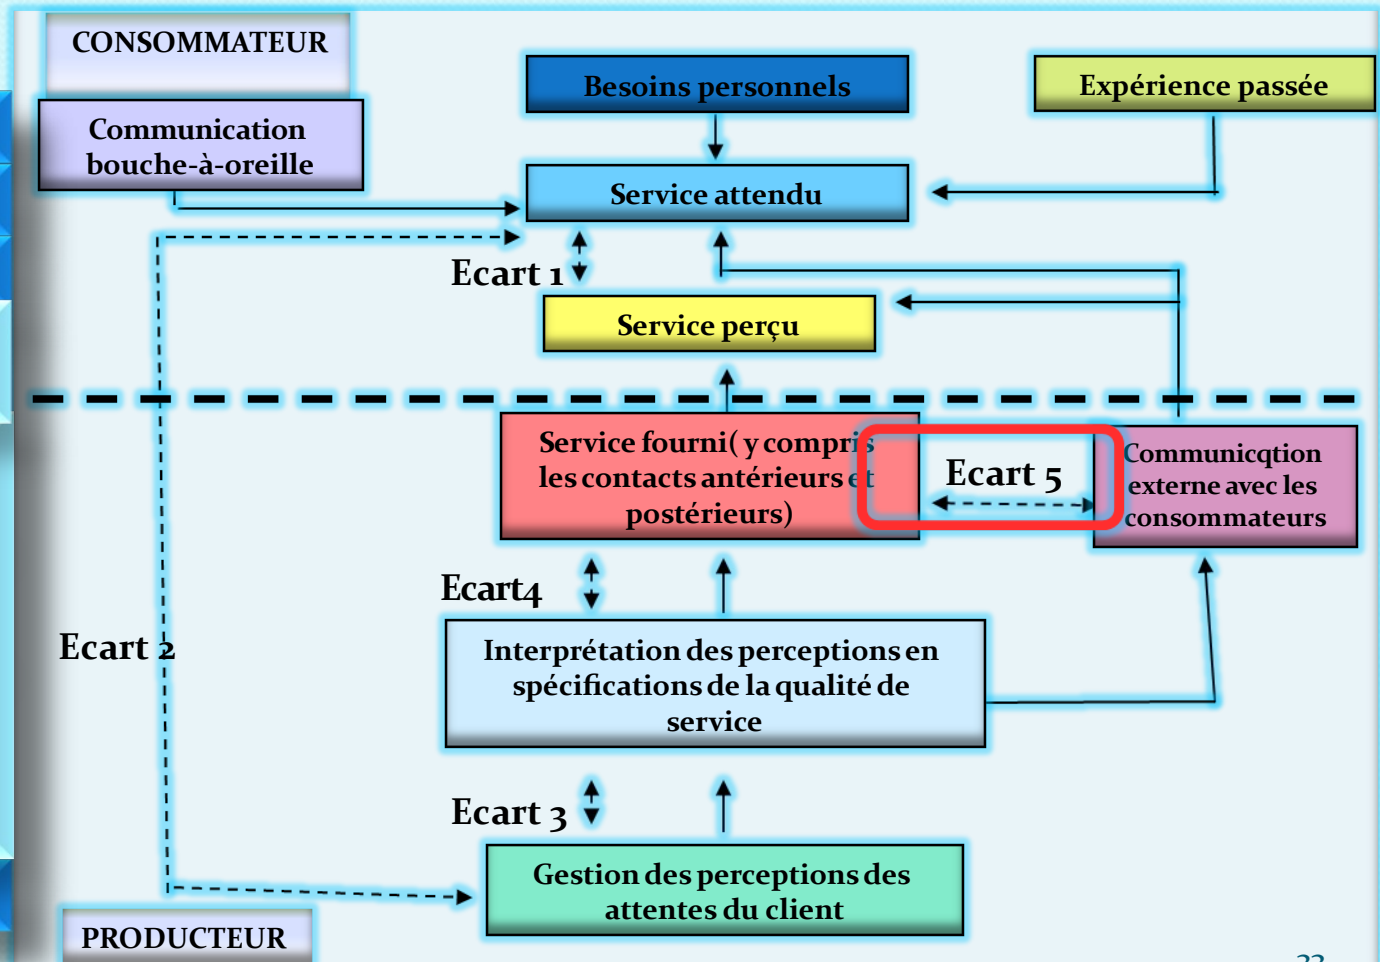 CONSOMMATEUR
Besoins personnels
Expérience passée
Communication
bouche-à-oreille
Service attendu
Ecart 1
Service perçu
Service fourni( y compris
les contacts antérieurs et
postérieurs)
Ecart 5
Communicqtion
externe avec les
consommateurs
Ecart4
Ecart 2
Interprétation des perceptions en
spécifications de la qualité de
service
Ecart 3
Gestion des perceptions des
attentes du client
PRODUCTEUR